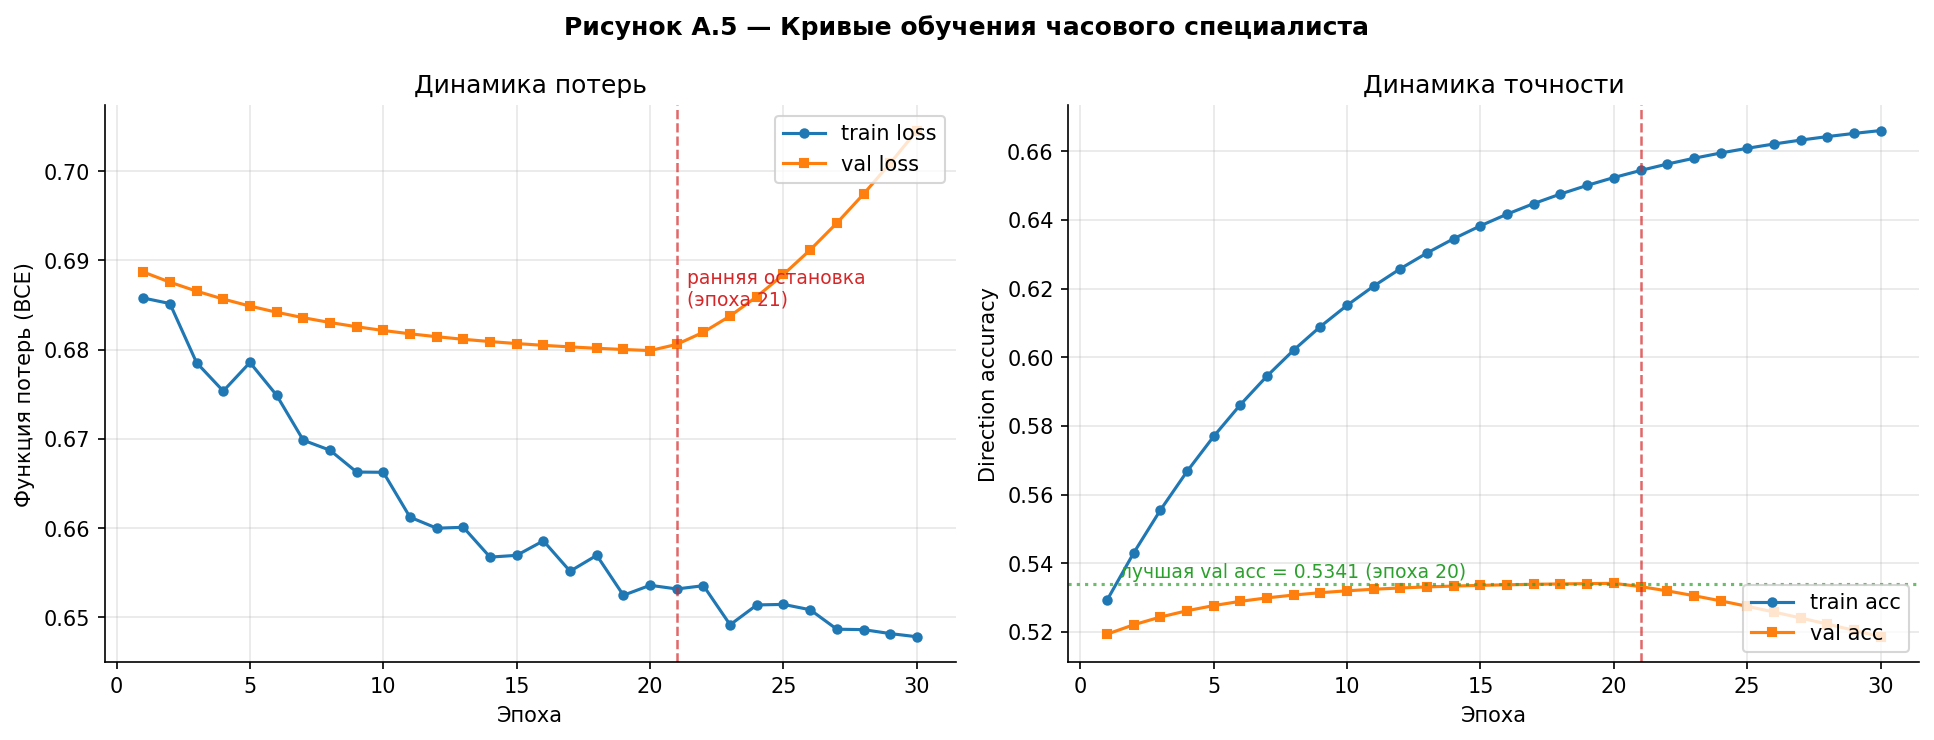 Рисунок А.5 — Кривые обучения часового специалиста
Динамика потерь
Функция потерь (BCE)
0.70
0.69
0.68
0.67
0.66
0.65
train loss
val loss
ранняя остановка
(эпоха 21)
0 5 10 15 20 25 30
Эпоха
Динамика точности
Direction accuracy
0.66
0.64
0.62
0.60
0.58
0.56
0.54
0.52
лучшая val acc = 0.5341 (эпоха 20)
train acc
val acc
0 5 10 15 20 25 30
Эпоха